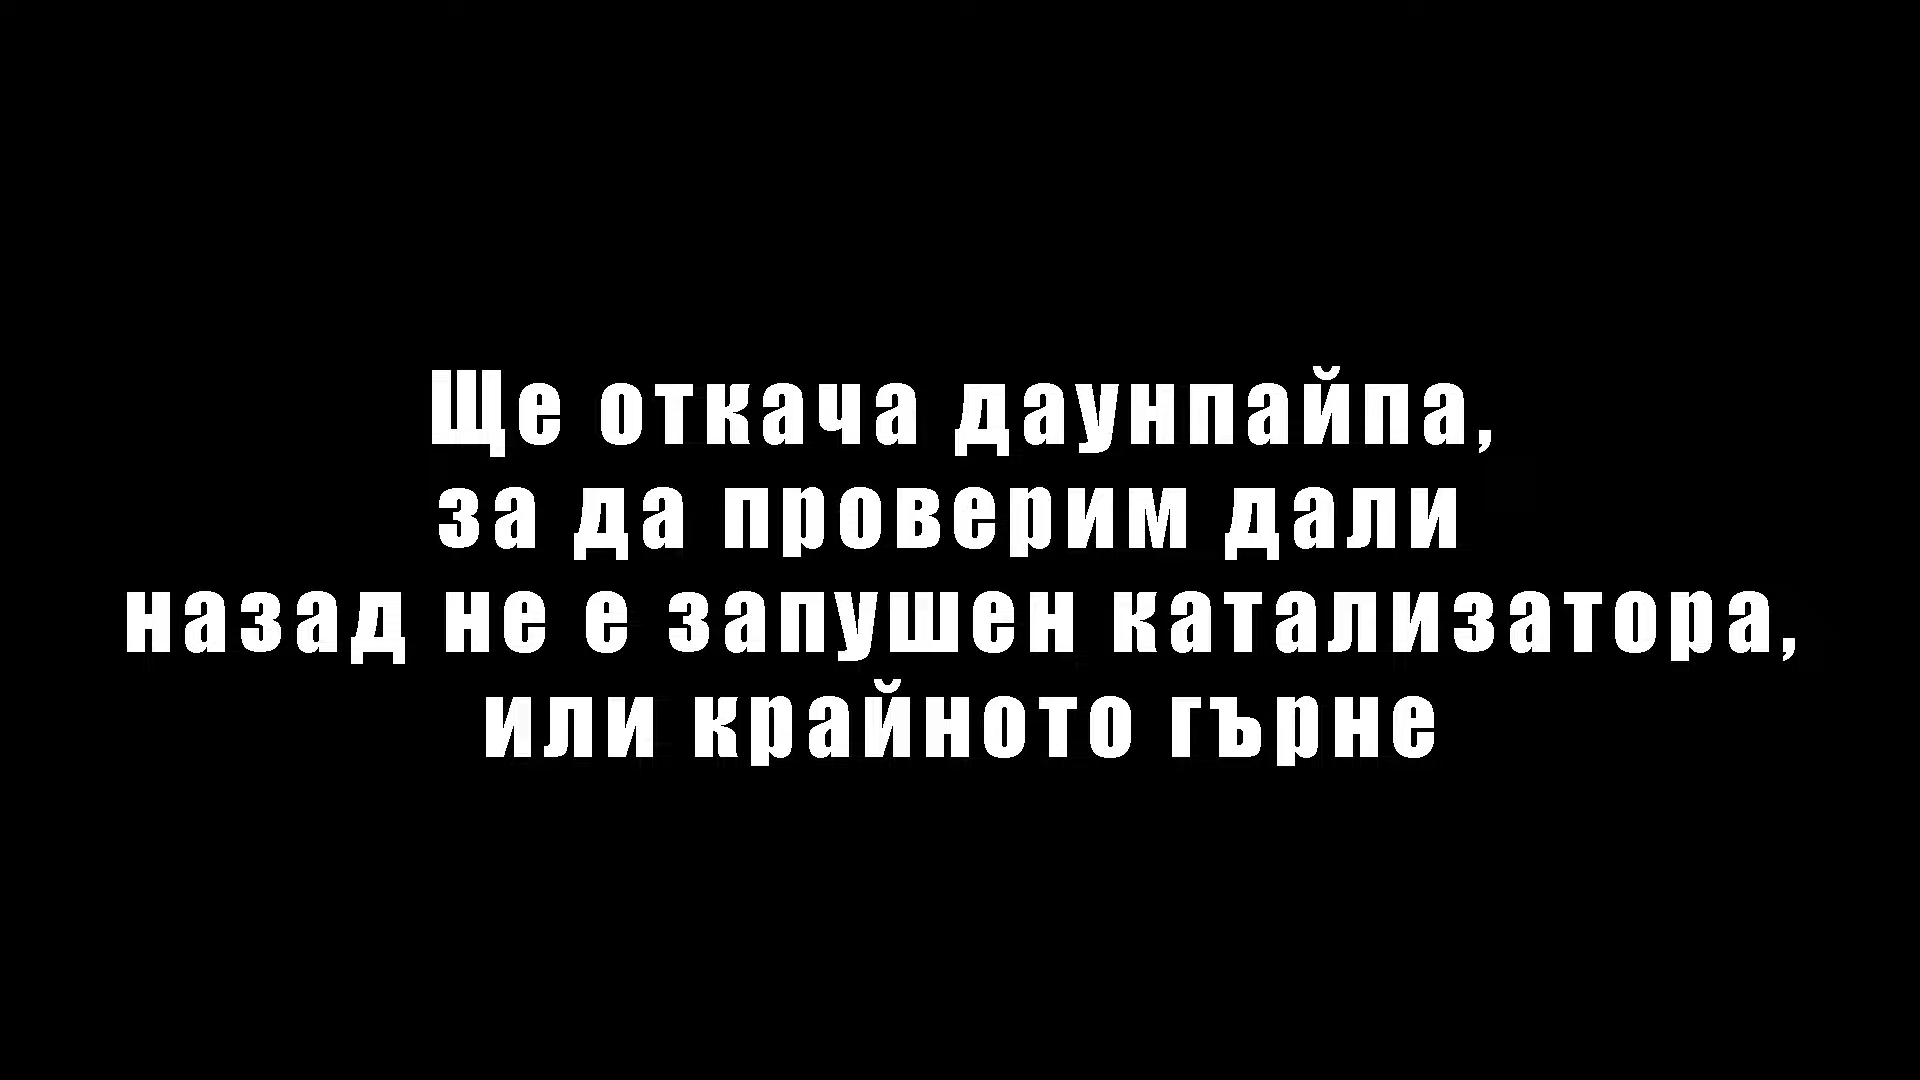 Ще откача даунпайпа,
за да проверим дали
назад не е запушен катализатора,
или крайното гърне